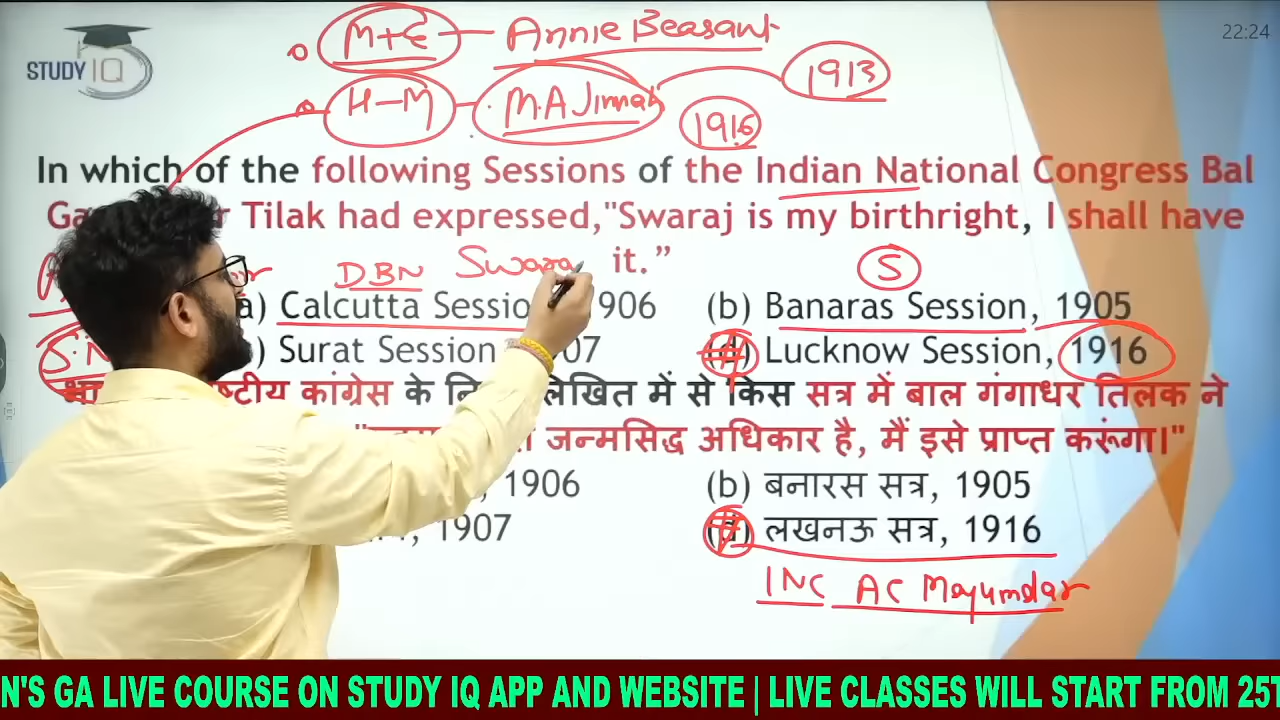 M+E Annie Beasant
22:24
STUDY IQ
H-M M.A Jinnah 1913
1916
In which of the following Sessions of the Indian National Congress Bal
Tilak had expressed,"Swaraj is my birthright, I shall have
it.”
DBN Swara S
a) Calcutta Sessio 906 (b) Banaras Session, 1905
) Surat Session 07 (d) Lucknow Session, 1916
S.N
कांग्रेस के लिखित में से किस सत्र में बाल गंगाधर तिलक ने
जन्मसिद्ध अधिकार है, मैं इसे प्राप्त करूंगा।"
, 1906 (b) बनारस सत्र, 1905
1907 लखनऊ सत्र, 1916
INC AC Mayumdar
N'S GA LIVE COURSE ON STUDY IQ APP AND WEBSITE | LIVE CLASSES WILL START FROM 25T